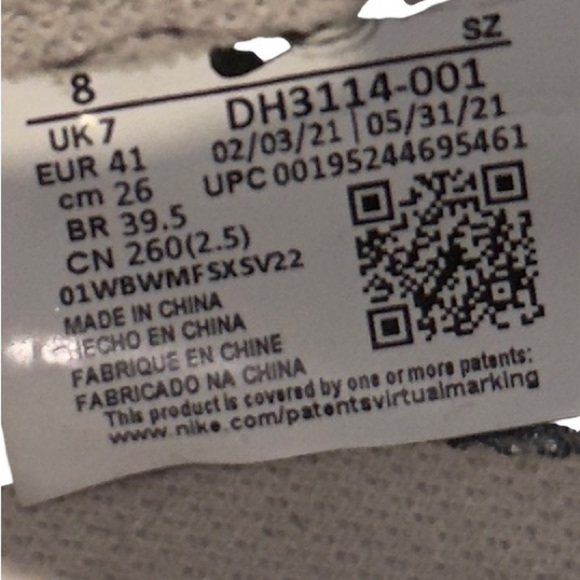 SZ
8
DH3114-001
UK 7
02/03/21 | 05/31/21
EUR 41
UPC 00195244695461
cm 26
BR 39.5
CN 260(2.5)
01WBWMFSXSV22
MADE IN CHINA
HECHO EN CHINA
FABRIQUE EN CHINE
FABRICADO NA CHINA
This product is covered by one or more patents:
www.nike.com/patentsvirtualmarking